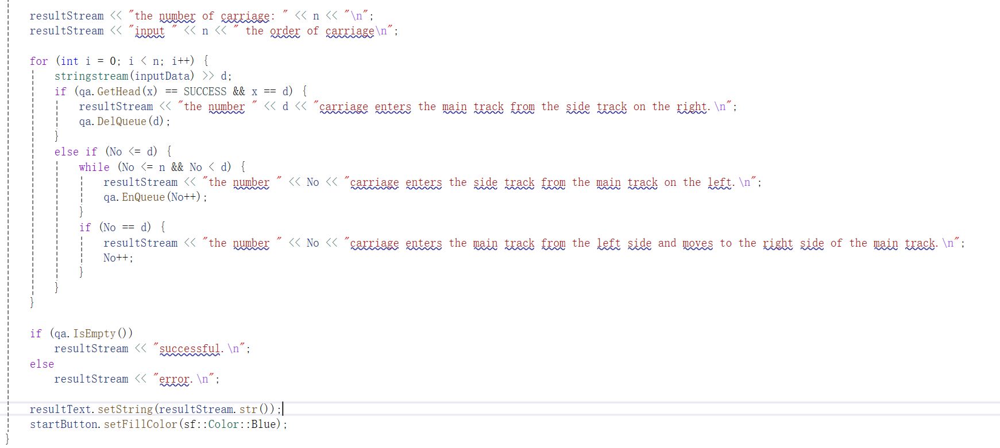 resultStream << "the number of carriage: " << n << "\n";
resultStream << "input " << n << " the order of carriage\n";
for (int i = 0; i < n; i++) {
stringstream(inputData) >> d;
if (qa.GetHead(x) == SUCCESS && x == d) {
resultStream << "the number " << d << "carriage enters the main track from the side track on the right.\n";
qa.DelQueue(d);
}
else if (No <= d) {
while (No <= n && No < d) {
resultStream << "the number " << No << "carriage enters the side track from the main track on the left.\n";
qa.EnQueue(No++);
}
if (No == d) {
resultStream << "the number " << No << "carriage enters the main track from the left side and moves to the right side of the main track.\n";
No++;
}
}
}
if (qa.IsEmpty())
resultStream << "successful.\n";
else
resultStream << "error.\n";
resultText.setString(resultStream.str());
startButton.setFillColor(sf::Color::Blue);
}